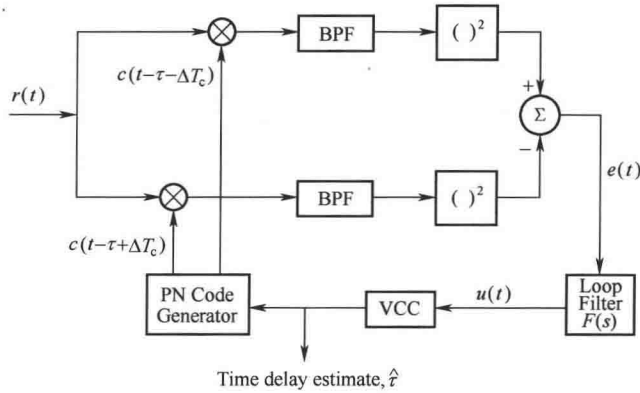 BPF
( )²
c(t−τ−ΔT_c)
r(t)
+
Σ
−
e(t)
BPF
( )²
c(t−τ+ΔT_c)
PN Code
Generator
VCC
u(t)
Loop
Filter
F(s)
Time delay estimate, τ̂